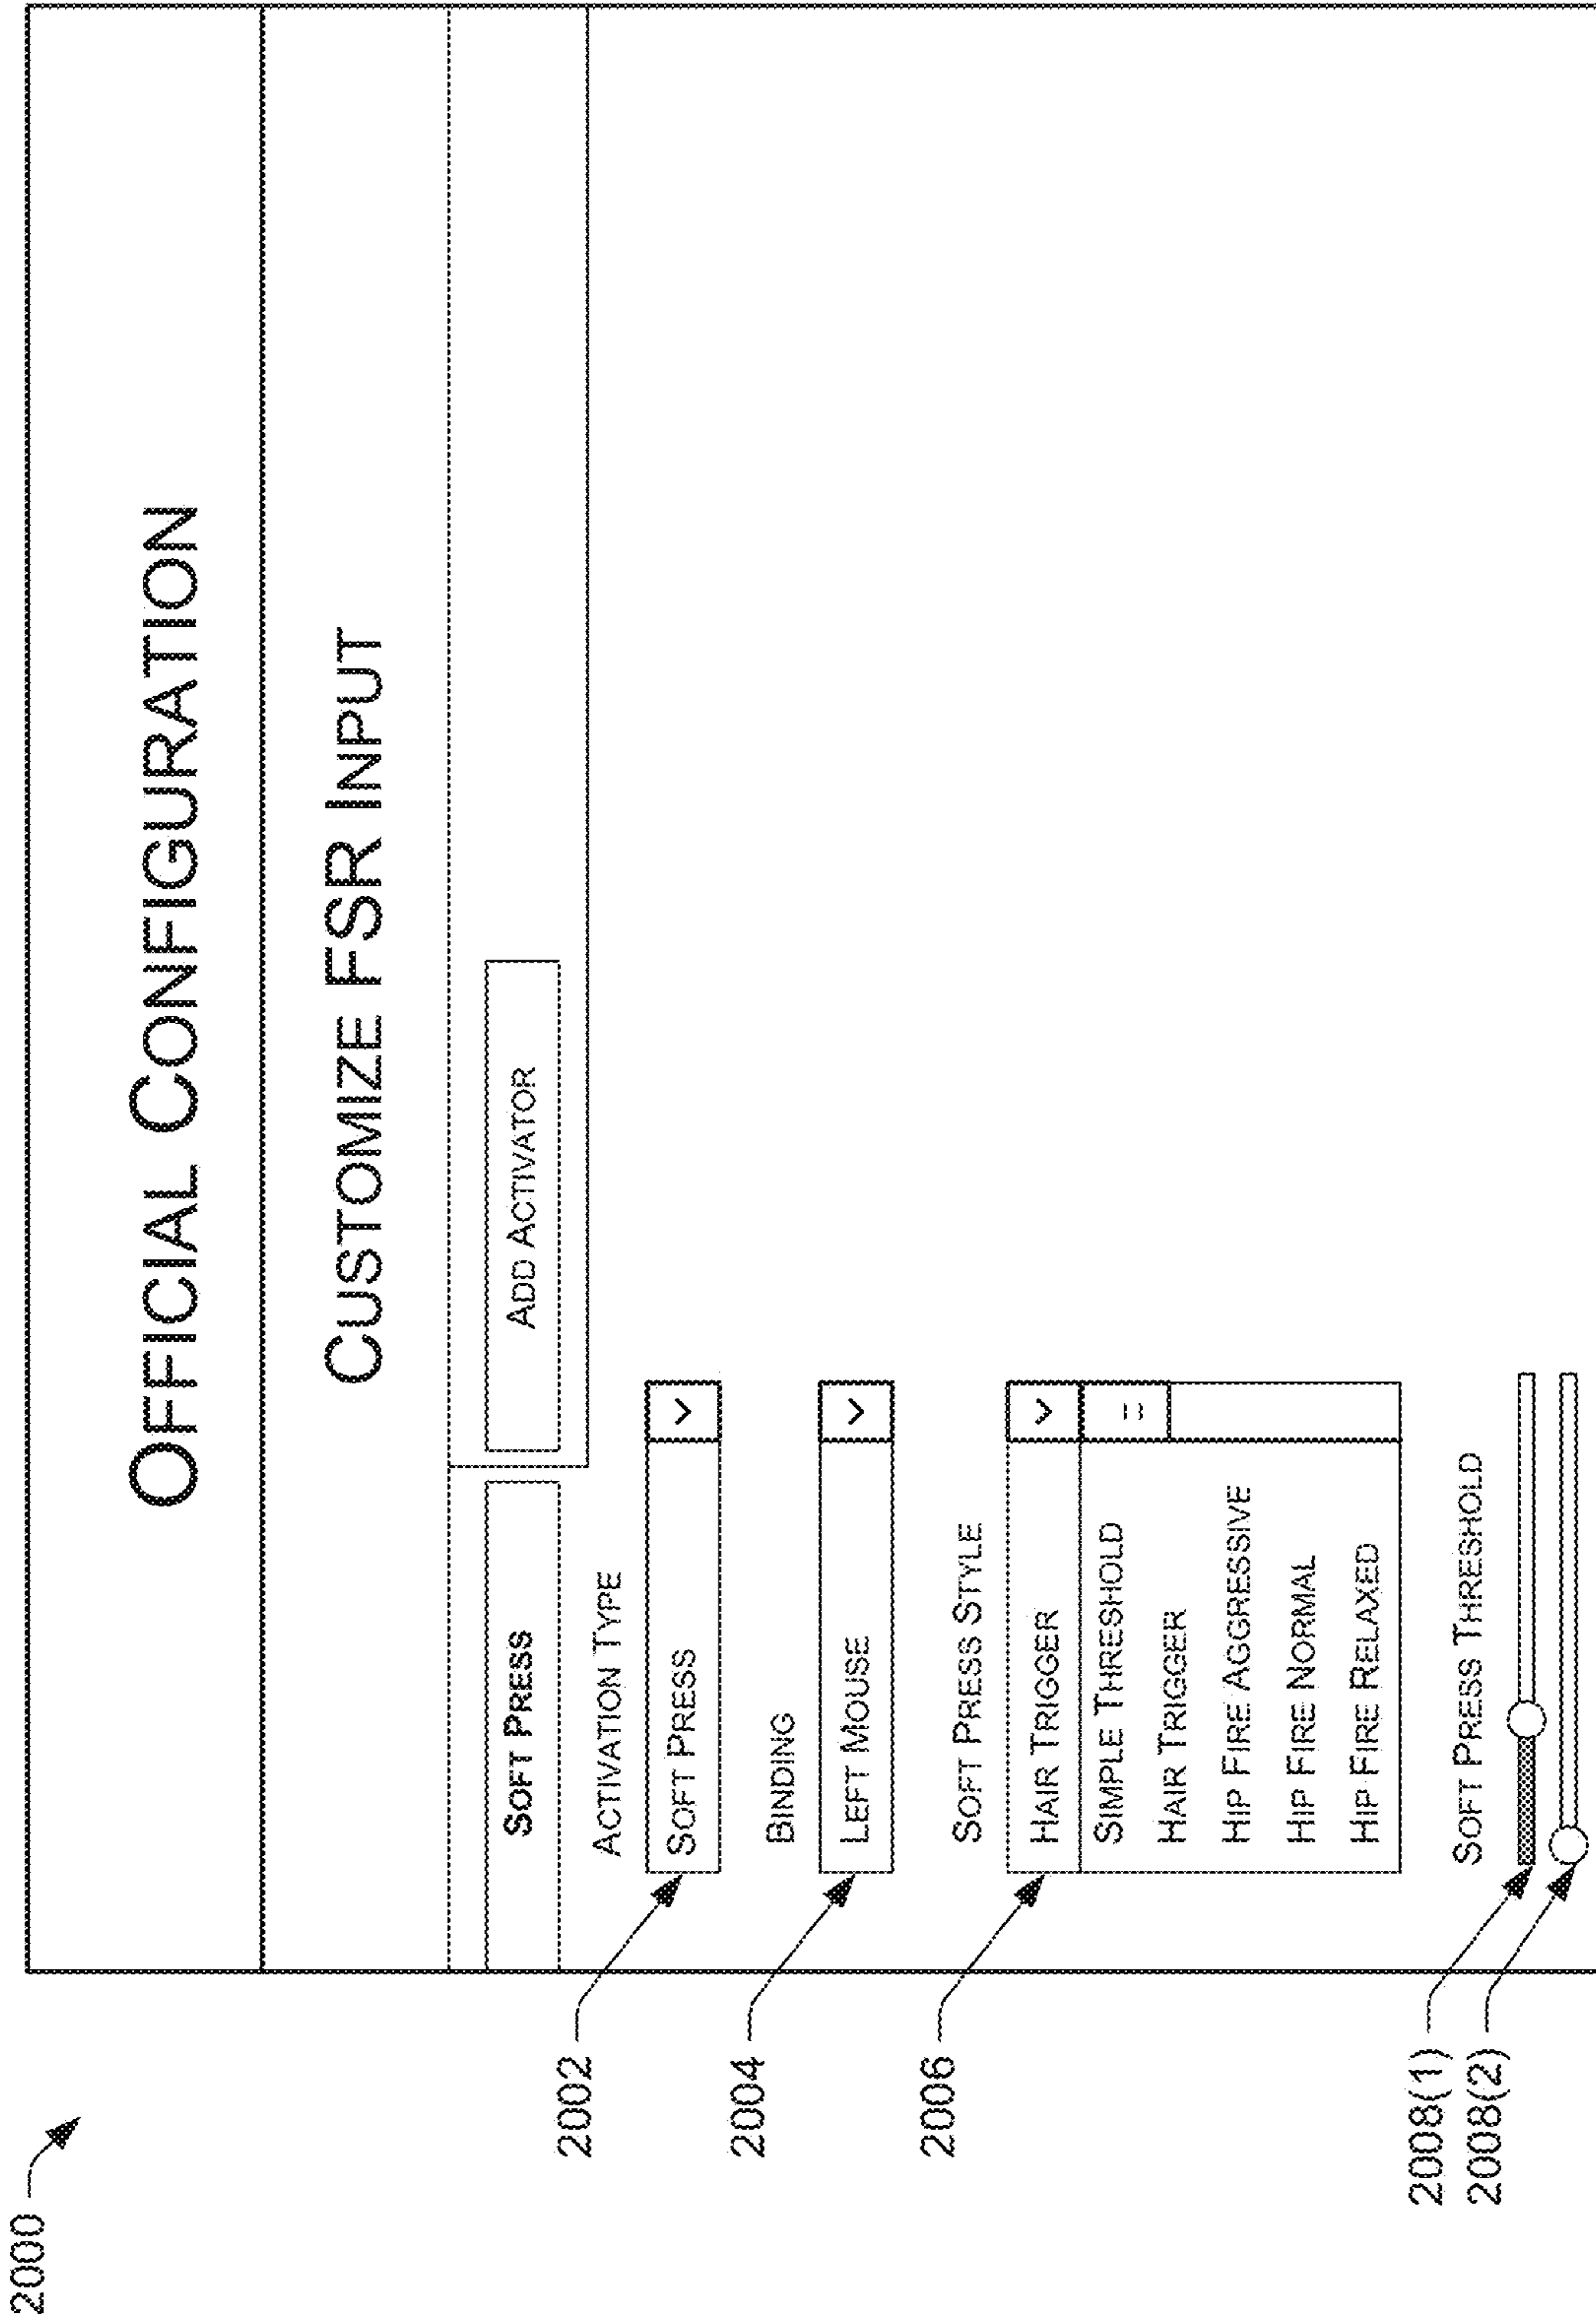 2000
OFFICIAL CONFIGURATION
CUSTOMIZE FSR INPUT
SOFT PRESS
ADD ACTIVATOR
ACTIVATION TYPE
2002
SOFT PRESS
BINDING
2004
LEFT MOUSE
SOFT PRESS STYLE
2006
HAIR TRIGGER
SIMPLE THRESHOLD
=
HAIR TRIGGER
HIP FIRE AGGRESSIVE
HIP FIRE NORMAL
HIP FIRE RELAXED
SOFT PRESS THRESHOLD
2008(1)
2008(2)